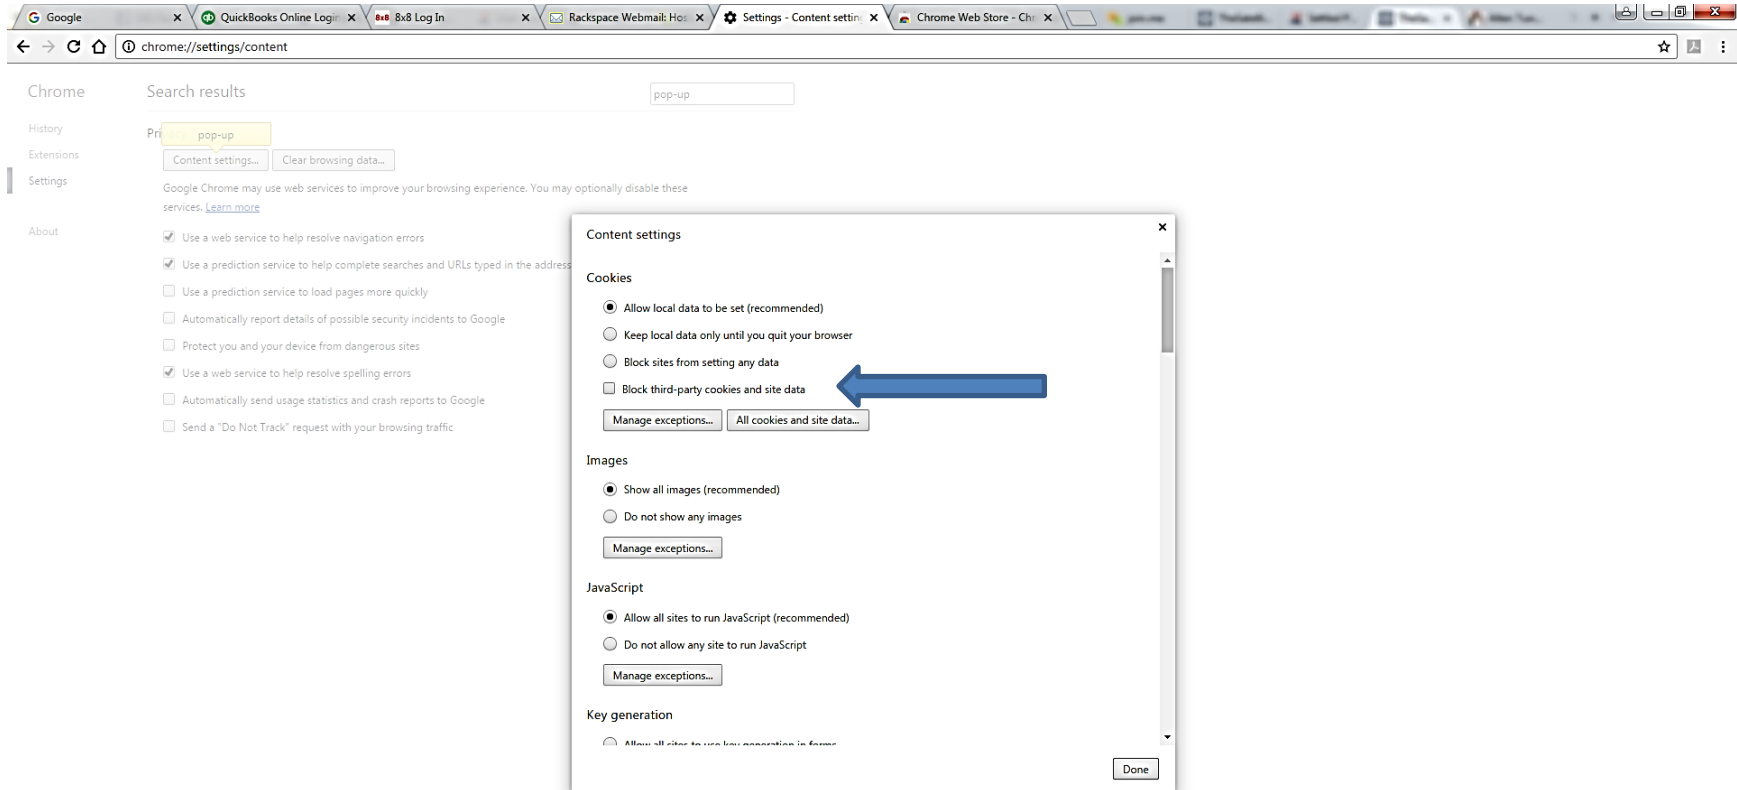 Google
QuickBooks Online Login
8x8 8x8 Log In
Rackspace Webmail: Hos
Settings - Content settin
Chrome Web Store - Chr
chrome://settings/content
Chrome
Search results
pop-up
History
Pri
pop-up
Extensions
Content settings...
Clear browsing data...
Settings
Google Chrome may use web services to improve your browsing experience. You may optionally disable these
services. Learn more
About
Use a web service to help resolve navigation errors
Use a prediction service to help complete searches and URLs typed in the address
Use a prediction service to load pages more quickly
Automatically report details of possible security incidents to Google
Protect you and your device from dangerous sites
Use a web service to help resolve spelling errors
Automatically send usage statistics and crash reports to Google
Send a "Do Not Track" request with your browsing traffic
Content settings
Cookies
Allow local data to be set (recommended)
Keep local data only until you quit your browser
Block sites from setting any data
Block third-party cookies and site data
Manage exceptions...
All cookies and site data...
Images
Show all images (recommended)
Do not show any images
Manage exceptions...
JavaScript
Allow all sites to run JavaScript (recommended)
Do not allow any site to run JavaScript
Manage exceptions...
Key generation
Allow all sites to use key generation in forms
Done